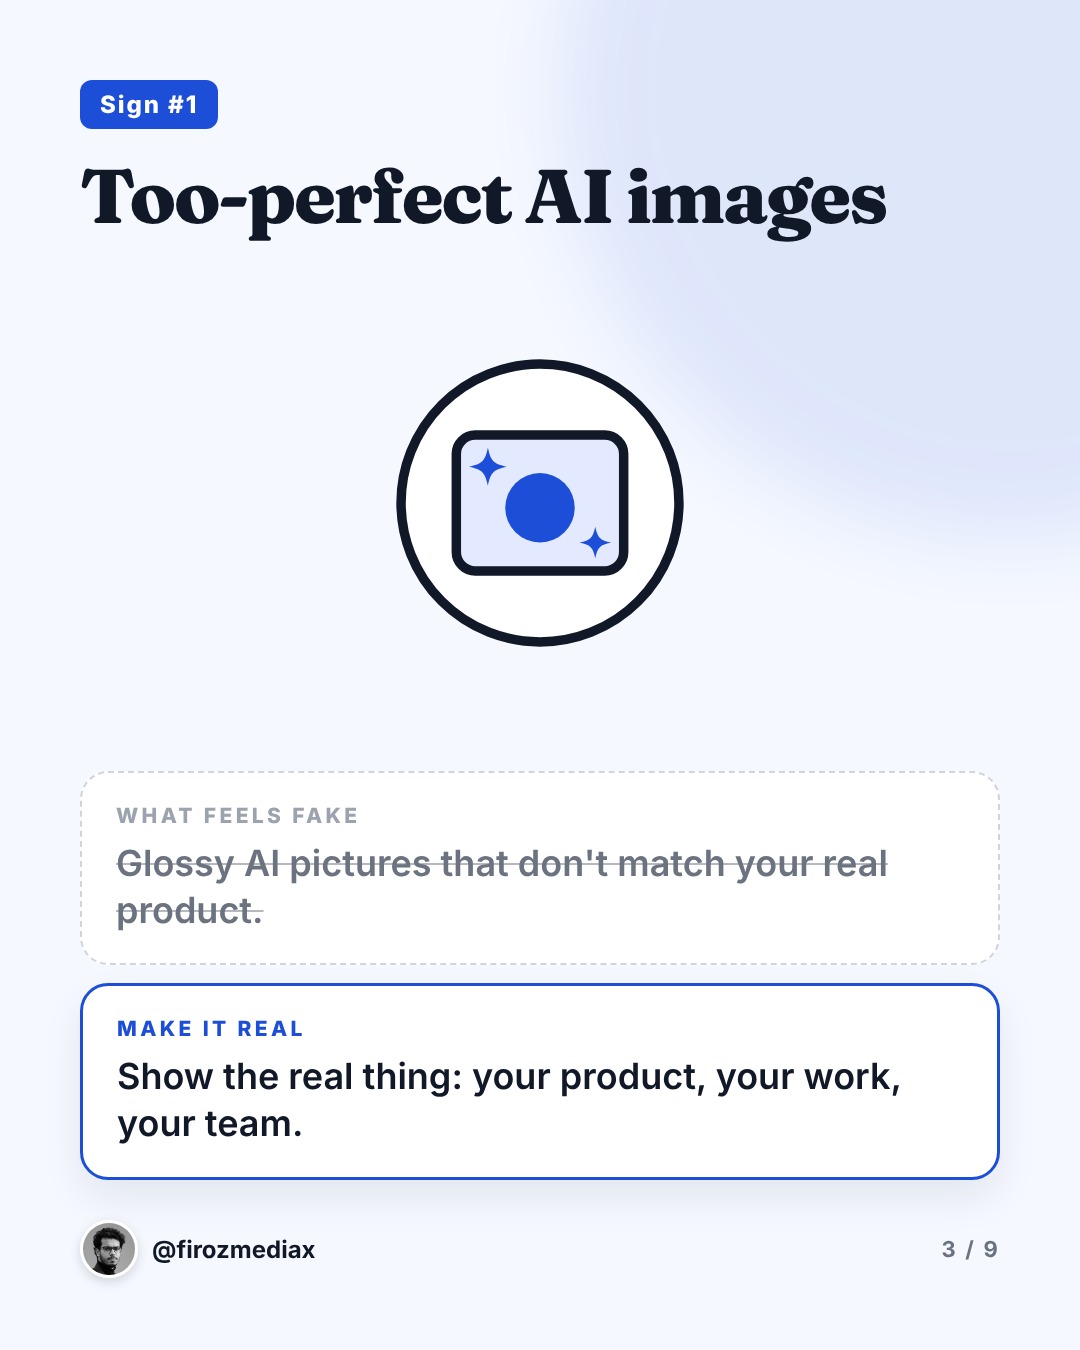 Sign #1
Too-perfect AI images
WHAT FEELS FAKE
Glossy AI pictures that don't match your real
product.
MAKE IT REAL
Show the real thing: your product, your work,
your team.
@firozmediax
3 / 9